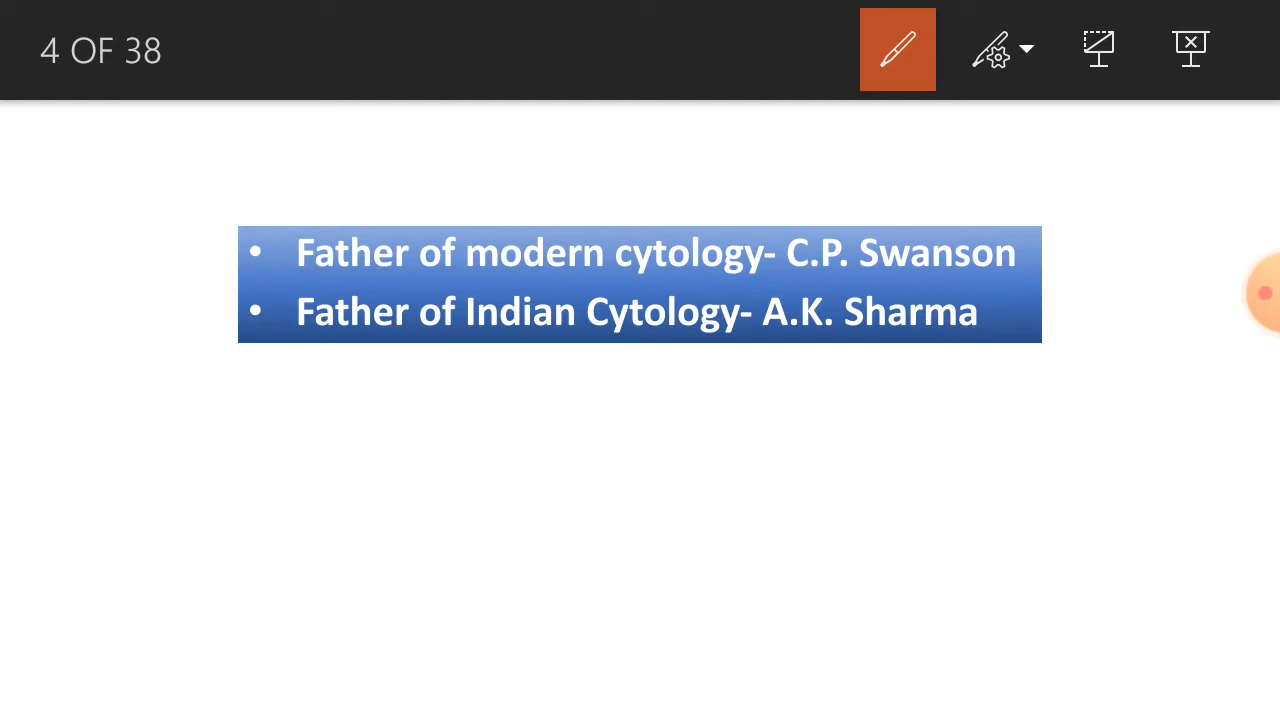 4 OF 38
• Father of modern cytology- C.P. Swanson
• Father of Indian Cytology- A.K. Sharma